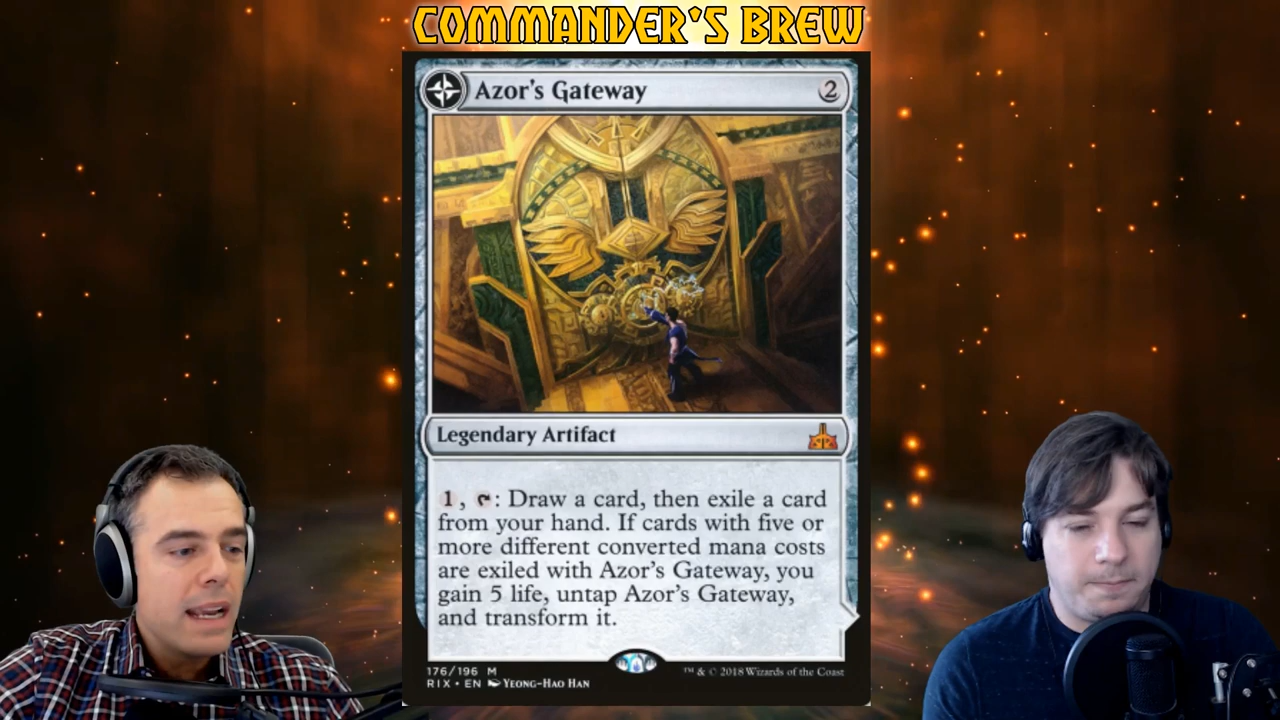 COMMANDER'S BREW
Azor's Gateway 2
Legendary Artifact
1, : Draw a card, then exile a card
from your hand. If cards with five or
more different converted mana costs
are exiled with Azor's Gateway, you
gain 5 life, untap Azor's Gateway,
and transform it.
176/196 M
RIX • EN YEONG-HAO HAN
™ & © 2018 Wizards of the Coast